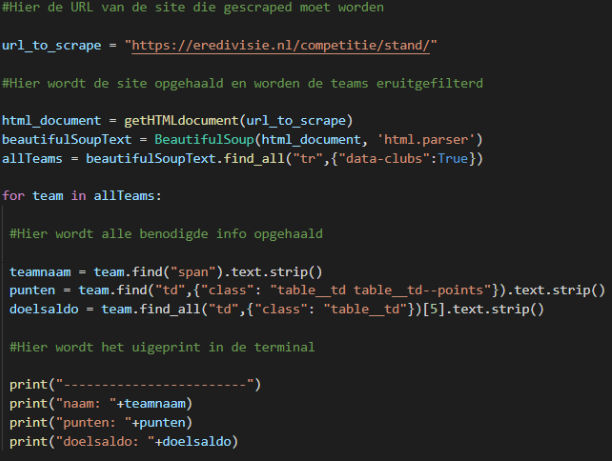 #Hier de URL van de site die gescraped moet worden
url_to_scrape = "https://eredivisie.nl/competitie/stand/"
#Hier wordt de site opgehaald en worden de teams eruitgefilterd
html_document = getHTMLdocument(url_to_scrape)
beautifulSoupText = BeautifulSoup(html_document, 'html.parser')
allTeams = beautifulSoupText.find_all("tr",{"data-clubs":True})
for team in allTeams:
#Hier wordt alle benodigde info opgehaald
teamnaam = team.find("span").text.strip()
punten = team.find("td",{"class": "table__td table__td--points"}).text.strip()
doelsaldo = team.find_all("td",{"class": "table__td"})[5].text.strip()
#Hier wordt het uigeprint in de terminal
print("------------------------")
print("naam: "+teamnaam)
print("punten: "+punten)
print("doelsaldo: "+doelsaldo)